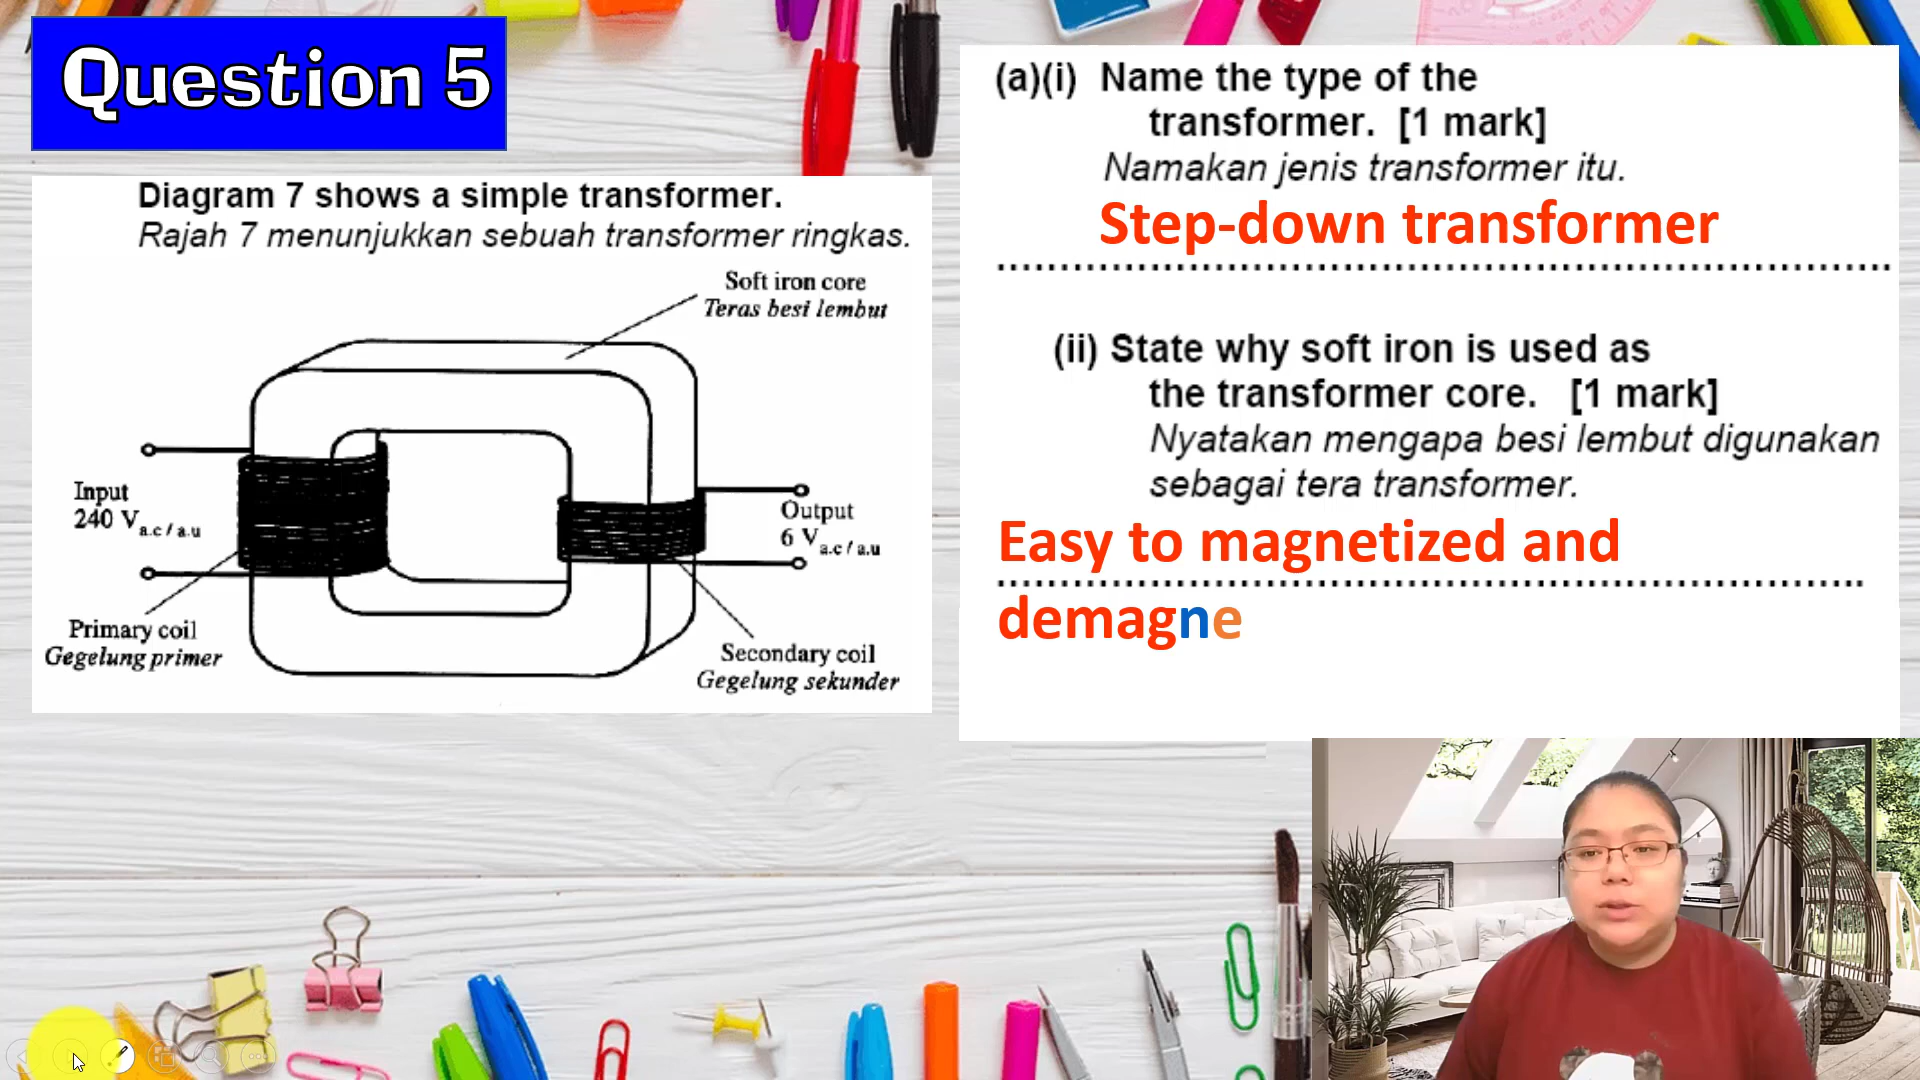 Question 5
Diagram 7 shows a simple transformer.
Rajah 7 menunjukkan sebuah transformer ringkas.
Soft iron core
Teras besi lembut
Input
240 V a.c / a.u
Output
6 V a.c / a.u
Primary coil
Gegelung primer
Secondary coil
Gegelung sekunder
(a)(i) Name the type of the
transformer. [1 mark]
Namakan jenis transformer itu.
Step-down transformer
(ii) State why soft iron is used as
the transformer core. [1 mark]
Nyatakan mengapa besi lembut digunakan
sebagai tera transformer.
Easy to magnetized and
demagne